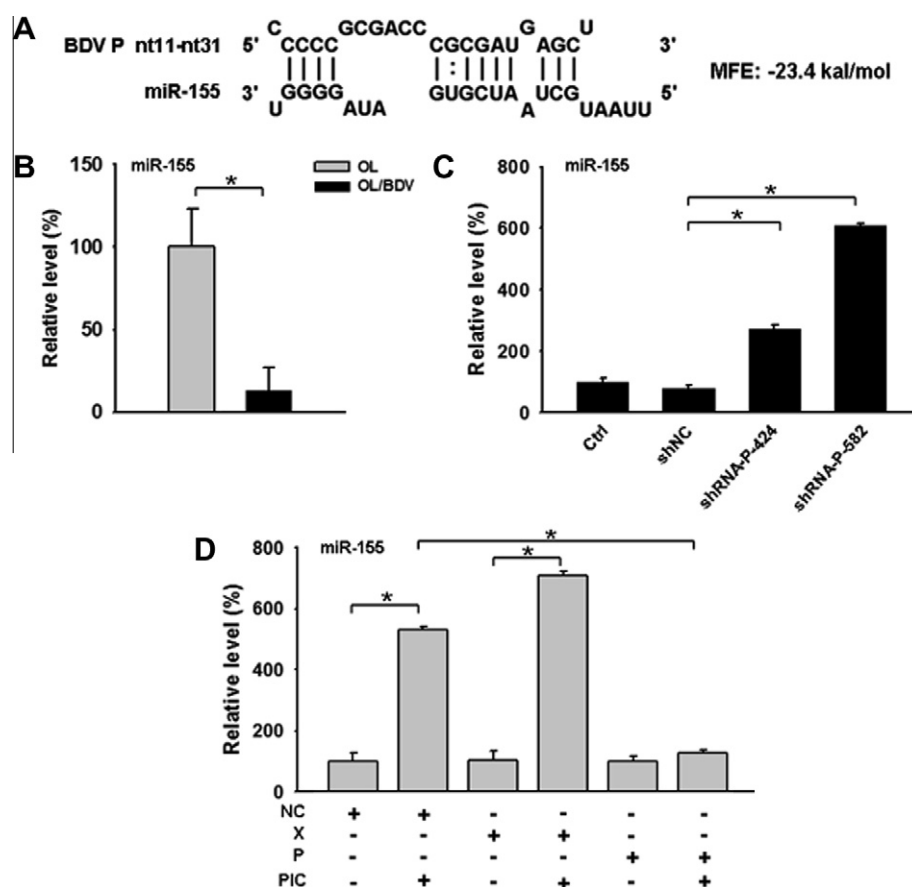 A
C GCGACC G U
BDV P nt11-nt31 5' CCCC CGCGAU AGC 3'
MFE: -23.4 kal/mol
miR-155 3' GGGG GUGCUA UCG 5'
U AUA A UAAUU
B
miR-155
OL
OL/BDV
*
Relative level (%)
150
100
50
0
C
miR-155
*
*
Relative level (%)
800
600
400
200
0
Ctrl
shNC
shRNA-P-424
shRNA-P-582
D
miR-155
*
*
*
Relative level (%)
800
600
400
200
0
NC + + - - - -
X - - + + - -
P - - - - + +
PIC - + - + - +